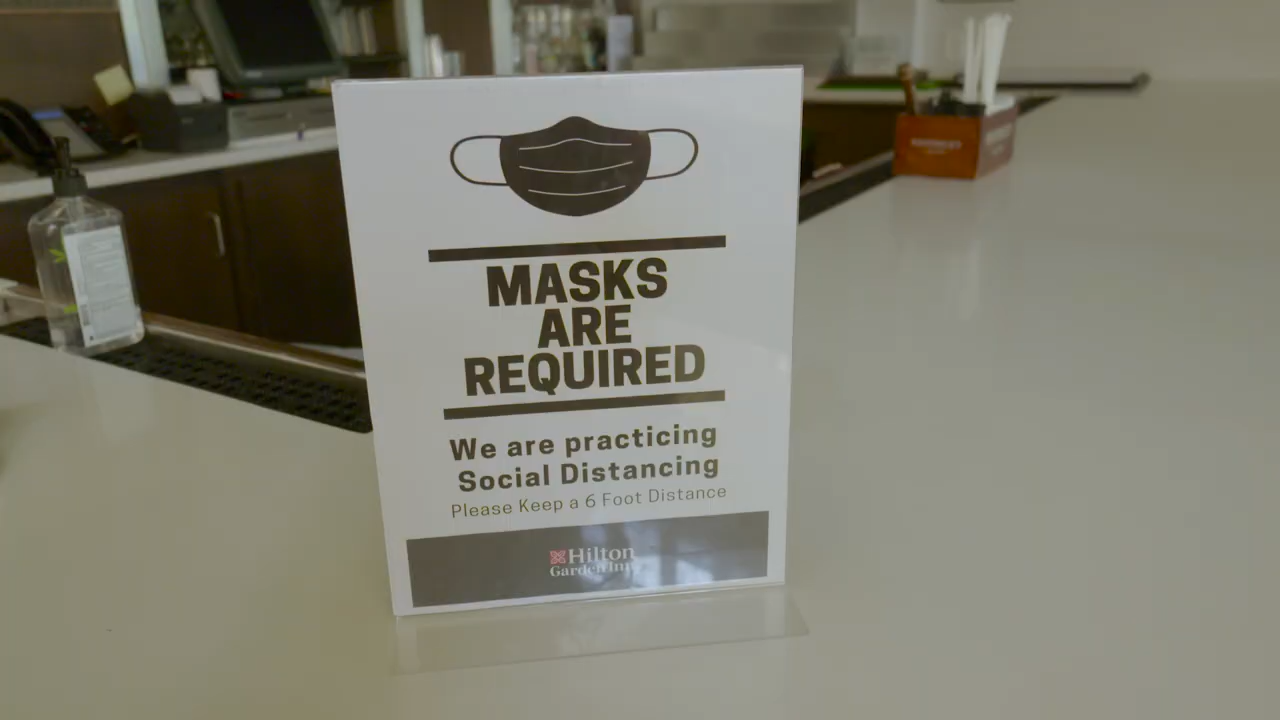 MASKS
ARE
REQUIRED
We are practicing
Social Distancing
Please Keep a 6 Foot Distance
Hilton
Garden Inn